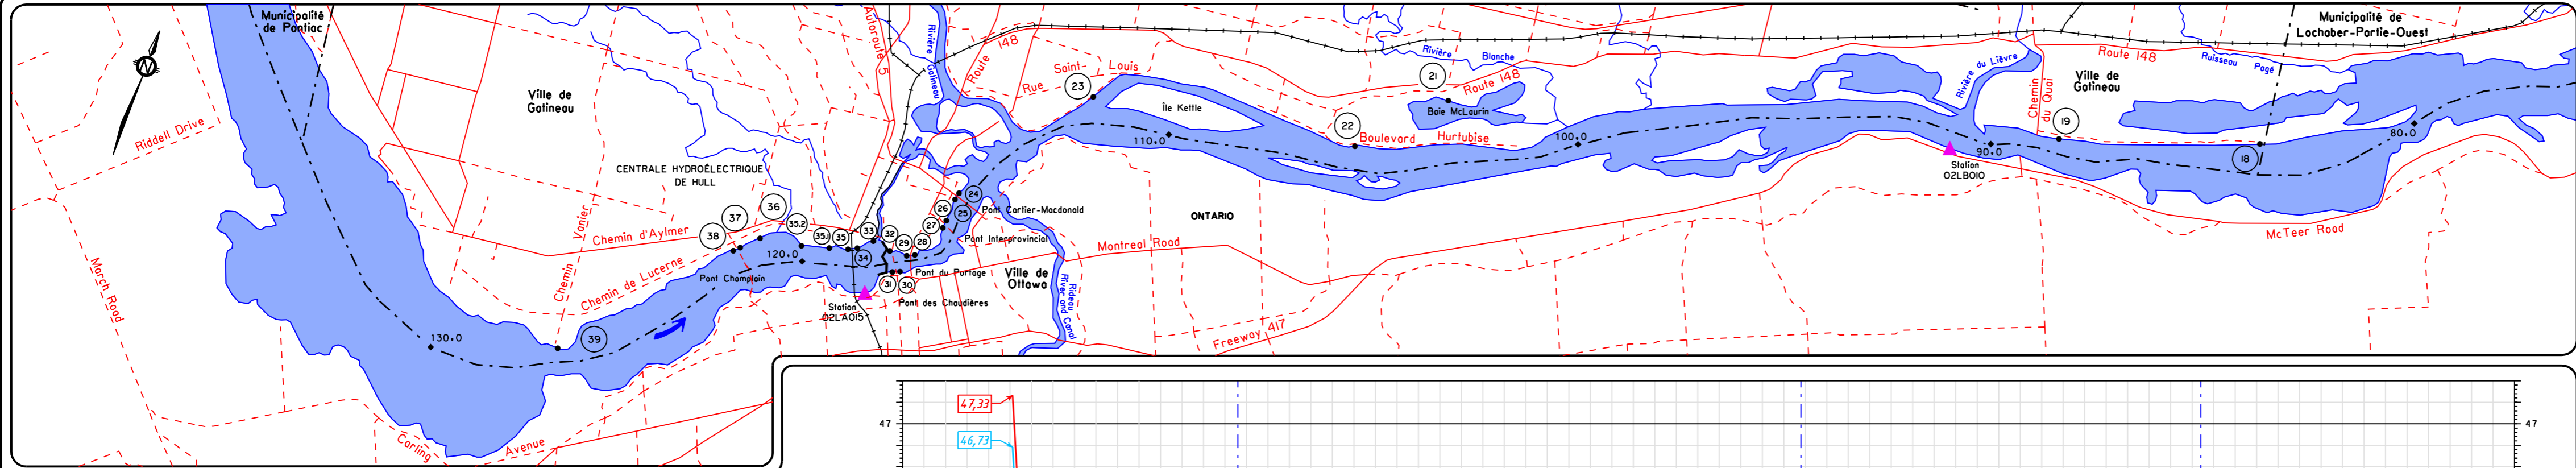 Municipalité
de Pontiac
N
Riddell Drive
March Road
Ville de
Gatineau
CENTRALE HYDROÉLECTRIQUE
DE HULL
Chemin d'Aylmer
Chemin Vanier
Chemin de Lucerne
Carling
Avenue
130.0
39
38
37
36
35.2
35.1
35
34
33
32
31
30
29
28
27
26
25
24
120.0
Pont Champlain
Station
02LA015
Pont Cartier-Macdonald
Pont Interprovincial
Pont du Portage
Pont des Chaudières
Ville de
Ottawa
Rideau
River and Canal
Autoroute 5
Rivière
Gatineau
Route 148
Rue Saint-Louis
23
Île Kettle
110.0
ONTARIO
Montreal Road
Freeway 417
22
Boulevard Hurtubise
21
Rivière Blanche
Route 148
Baie McLaurin
100.0
Rivière du Lièvre
90.0
Station
02LB010
Chemin
du Quai
19
Ville de
Gatineau
Route 148
Ruisseau Pagé
18
Municipalité de
Lochaber-Partie-Ouest
80.0
McTeer Road
47,33
46,73
47
47